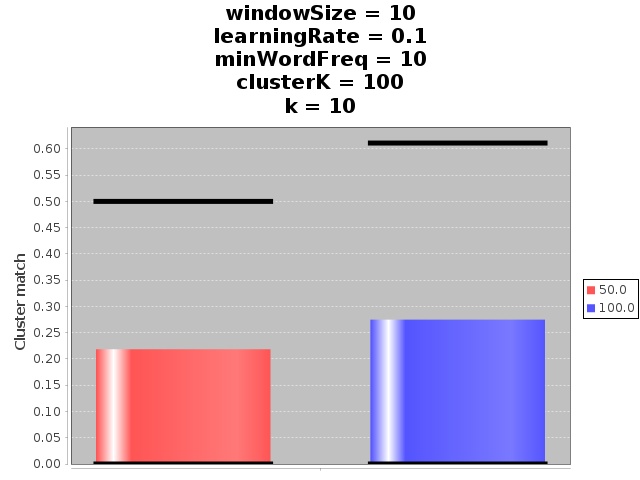 windowSize = 10
learningRate = 0.1
minWordFreq = 10
clusterK = 100
k = 10
0.60
0.55
0.50
0.45
0.40
0.35
0.30
0.25
0.20
0.15
0.10
0.05
0.00
Cluster match
50.0
100.0